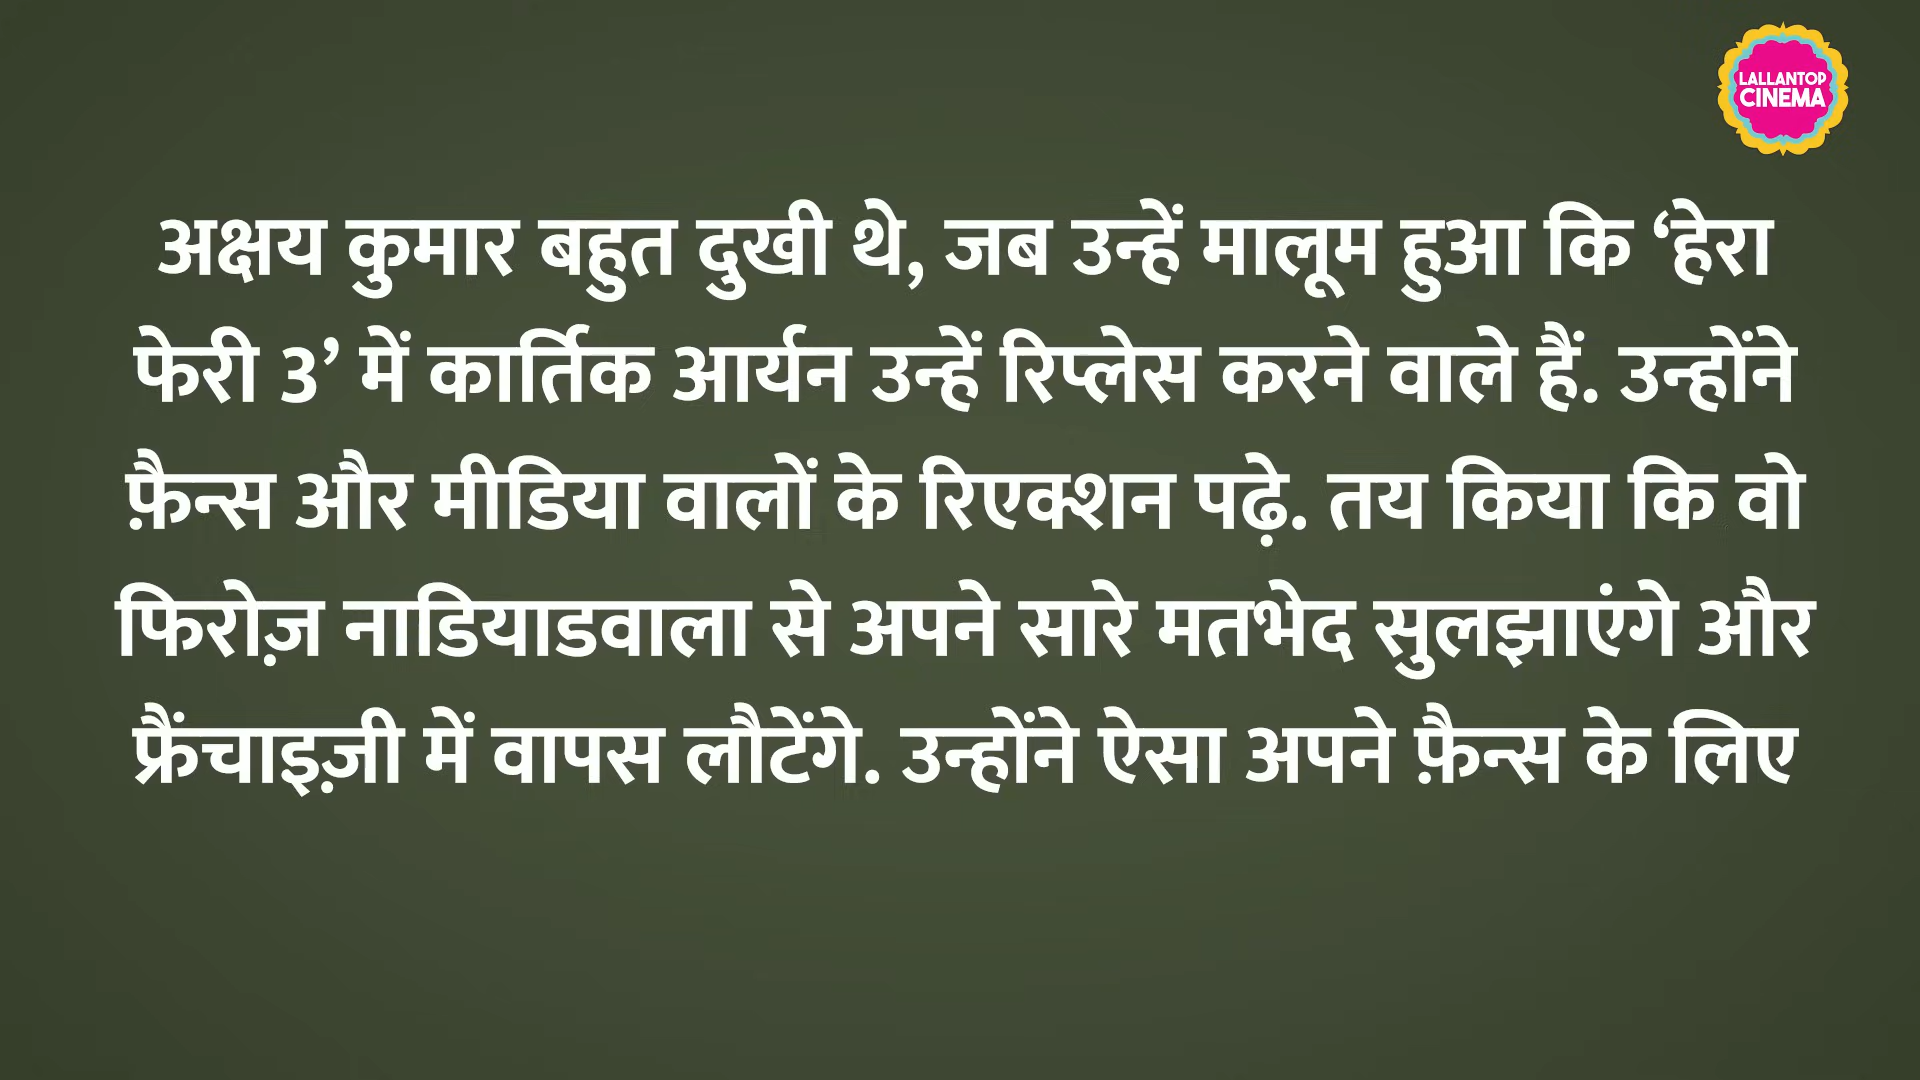 LALLANTOP
CINEMA
अक्षय कुमार बहुत दुखी थे, जब उन्हें मालूम हुआ कि ‘हेरा
फेरी 3’ में कार्तिक आर्यन उन्हें रिप्लेस करने वाले हैं. उन्होंने
फ़ैन्स और मीडिया वालों के रिएक्शन पढ़े. तय किया कि वो
फिरोज़ नाडियाडवाला से अपने सारे मतभेद सुलझाएंगे और
फ्रैंचाइज़ी में वापस लौटेंगे. उन्होंने ऐसा अपने फ़ैन्स के लिए